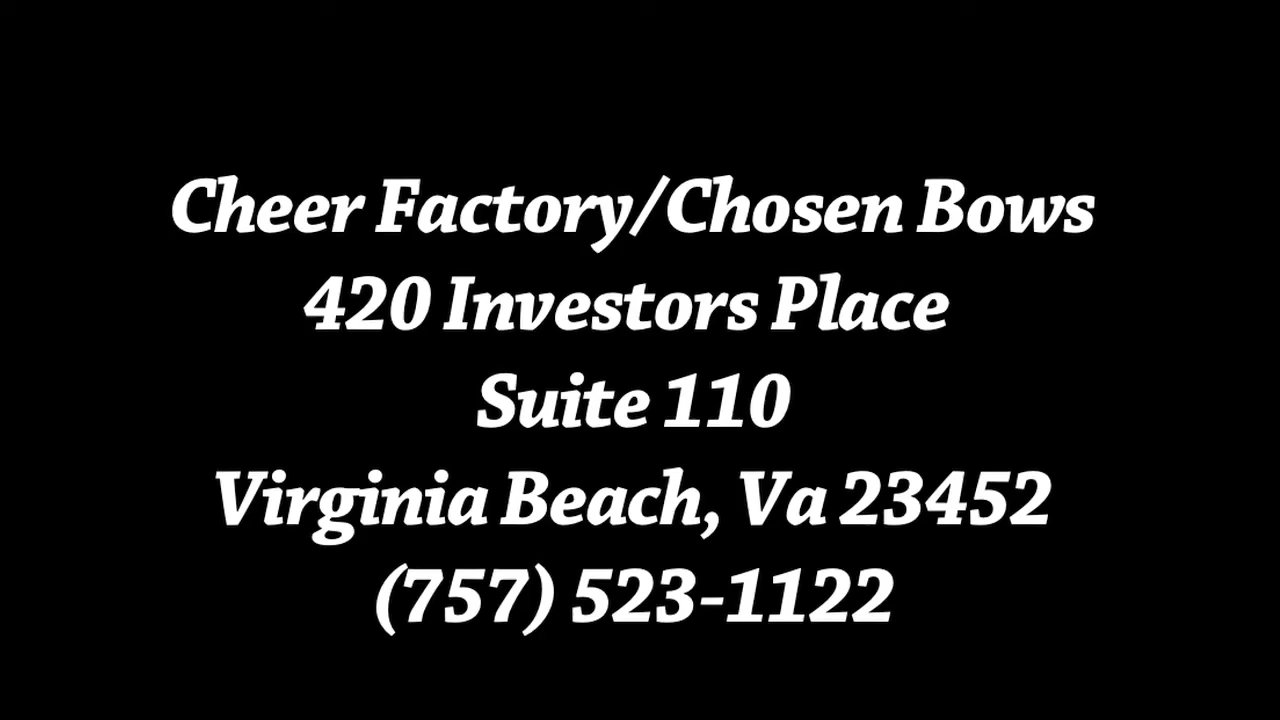 Cheer Factory/Chosen Bows
420 Investors Place
Suite 110
Virginia Beach, Va 23452
(757) 523-1122